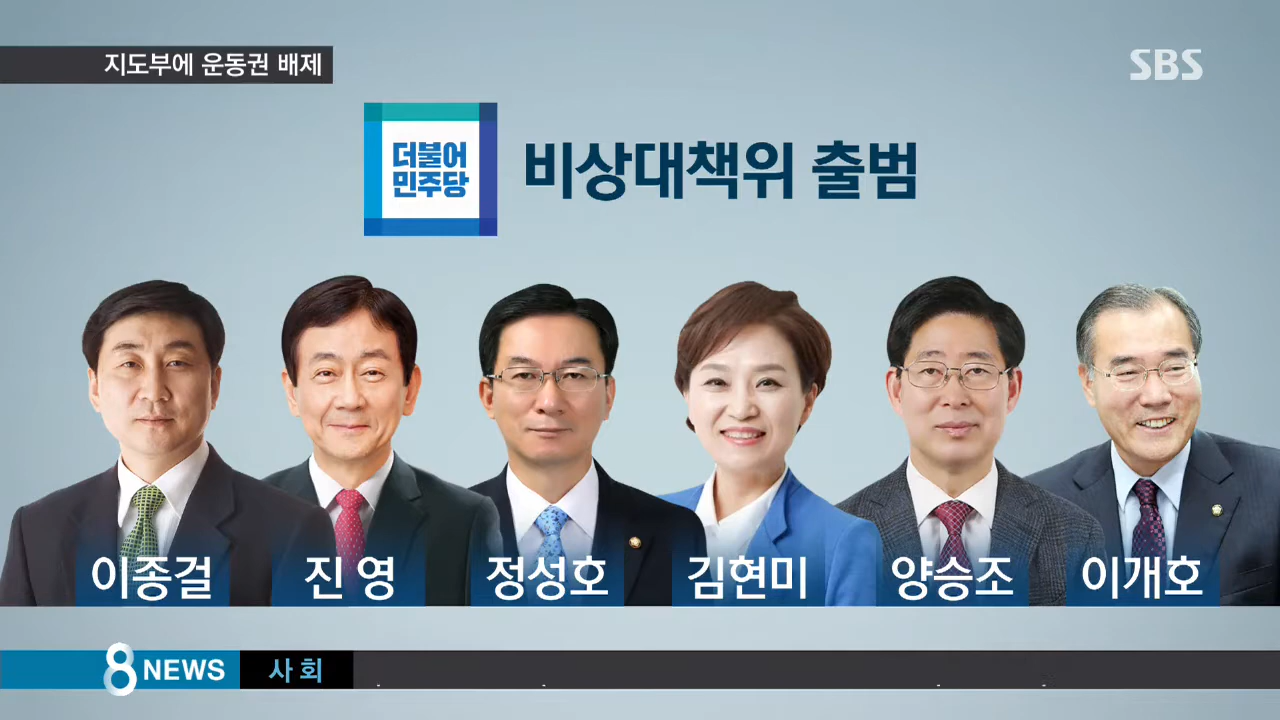 지도부에 운동권 배제
SBS
더불어
민주당
비상대책위 출범
이종걸
진 영
정성호
김현미
양승조
이개호
8 NEWS
사회